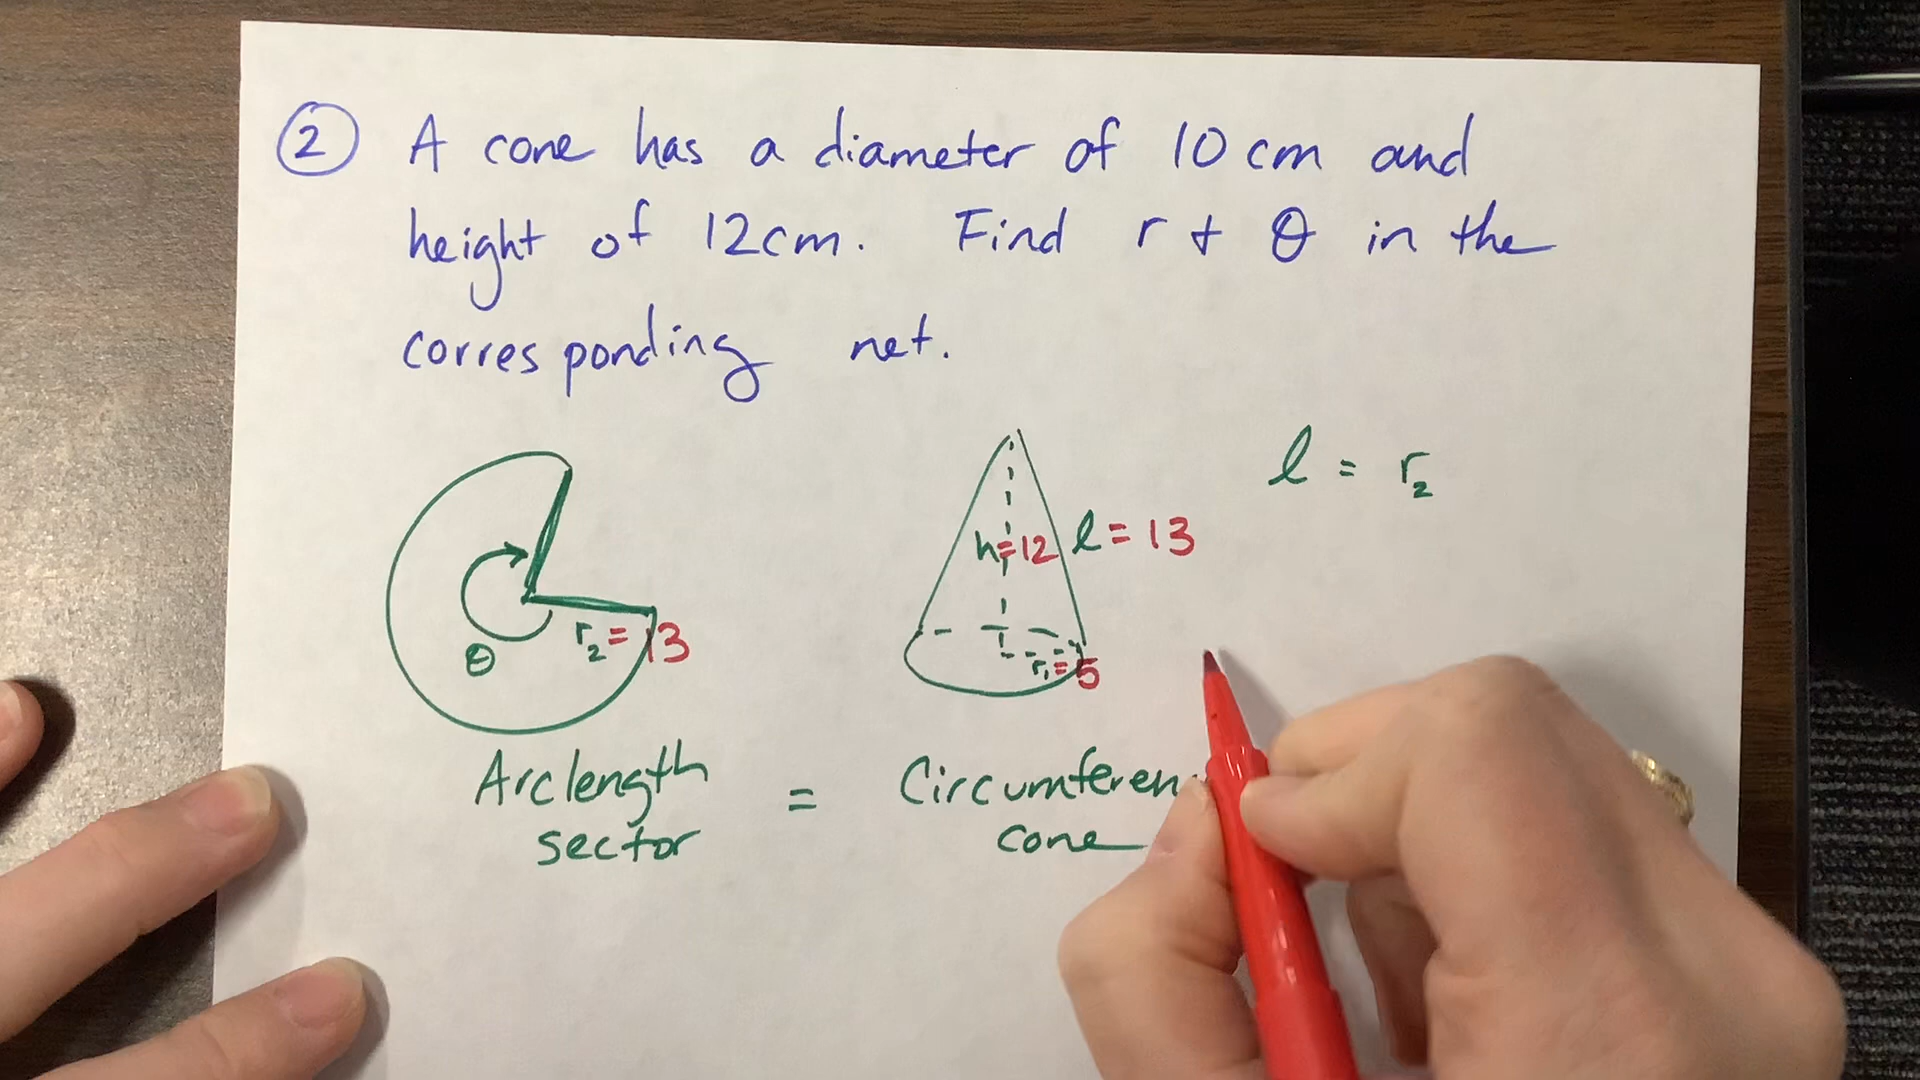 ② A cone has a diameter of 10 cm and
height of 12cm. Find r + θ in the
corresponding net.
l = r₂
h = 12 l = 13
θ r₂ = 13
r₁ = 5
Arclength = 
sector cone